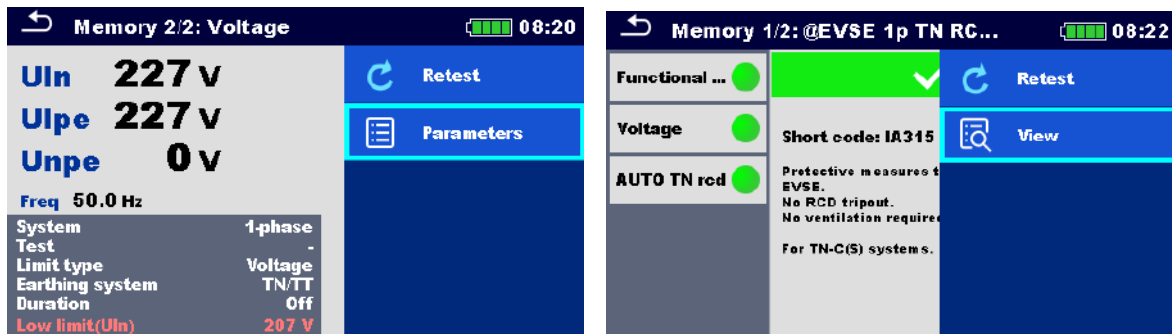 Memory 2/2: Voltage 08:20
Uln 227 V
Ulpe 227 V
Unpe 0 V
Freq 50.0 Hz
System 1-phase
Test -
Limit type Voltage
Earthing system TN/TT
Duration Off
Low limit(Uln) 207 V
Retest
Parameters
Memory 1/2: @EVSE 1p TN RC... 08:22
Functional ...
Voltage
AUTO TN rcd
Short code: IA315
Protective measures t
EVSE.
No RCD tripout.
No ventilation require
For TN-C(S) systems.
Retest
View